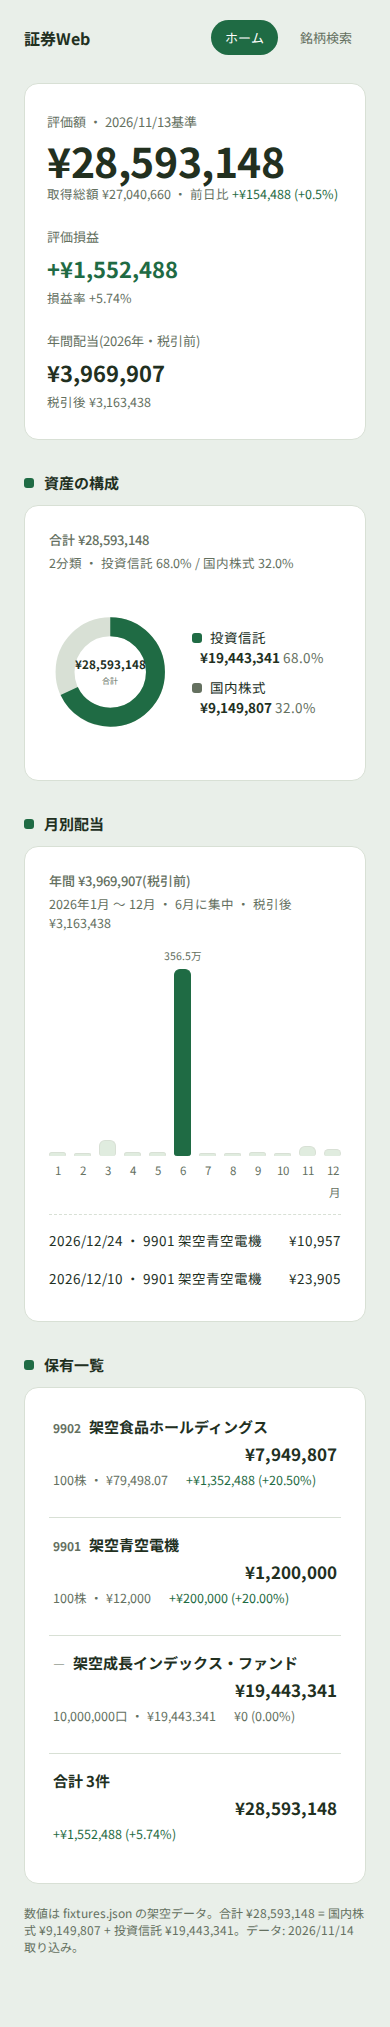 証券Web
ホーム
銘柄検索
評価額 ・ 2026/11/13基準
¥28,593,148
取得総額 ¥27,040,660 ・ 前日比 +¥154,488 (+0.5%)
評価損益
+¥1,552,488
損益率 +5.74%
年間配当(2026年・税引前)
¥3,969,907
税引後 ¥3,163,438
資産の構成
合計 ¥28,593,148
2分類 ・ 投資信託 68.0% / 国内株式 32.0%
¥28,593,148
合計
投資信託
¥19,443,341 68.0%
国内株式
¥9,149,807 32.0%
月別配当
年間 ¥3,969,907(税引前)
2026年1月 〜 12月 ・ 6月に集中 ・ 税引後
¥3,163,438
356.5万
1 2 3 4 5 6 7 8 9 10 11 12
月
2026/12/24 ・ 9901 架空青空電機 ¥10,957
2026/12/10 ・ 9901 架空青空電機 ¥23,905
保有一覧
9902 架空食品ホールディングス
¥7,949,807
100株 ・ ¥79,498.07 +¥1,352,488 (+20.50%)
9901 架空青空電機
¥1,200,000
100株 ・ ¥12,000 +¥200,000 (+20.00%)
— 架空成長インデックス・ファンド
¥19,443,341
10,000,000口 ・ ¥19,443.341 ¥0 (0.00%)
合計 3件
¥28,593,148
+¥1,552,488 (+5.74%)
数値は fixtures.json の架空データ。合計 ¥28,593,148 = 国内株
式 ¥9,149,807 + 投資信託 ¥19,443,341。データ: 2026/11/14
取り込み。